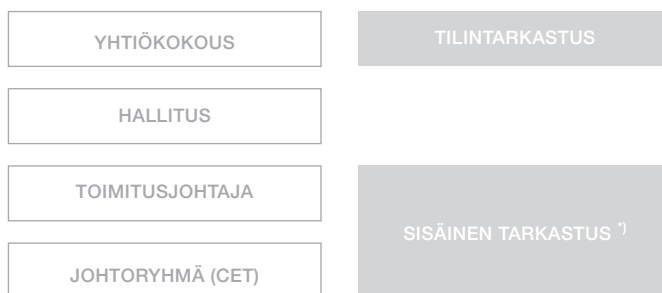 YHTIÖKOKOUS
TILINTARKASTUS
HALLITUS
TOIMITUSJOHTAJA
SISÄINEN TARKASTUS *)
JOHTORYHMÄ (CET)